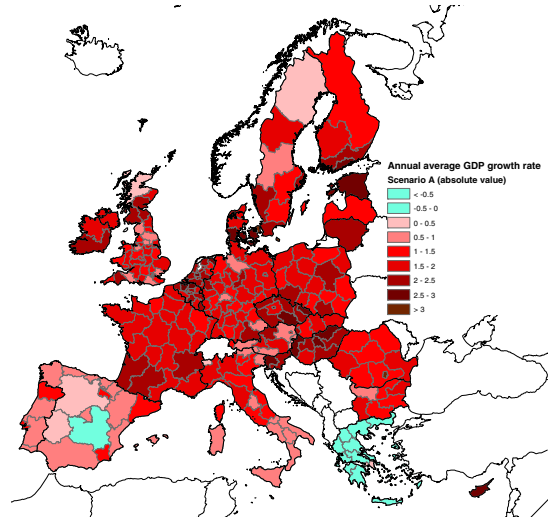 Annual average GDP growth rate
Scenario A (absolute value)
< -0.5
-0.5 - 0
0 - 0.5
0.5 - 1
1 - 1.5
1.5 - 2
2 - 2.5
2.5 - 3
> 3